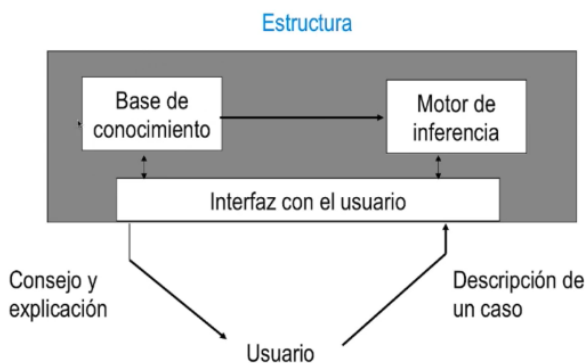 Estructura
Base de
conocimiento
Motor de
inferencia
Interfaz con el usuario
Consejo y
explicación
Descripción de
un caso
Usuario